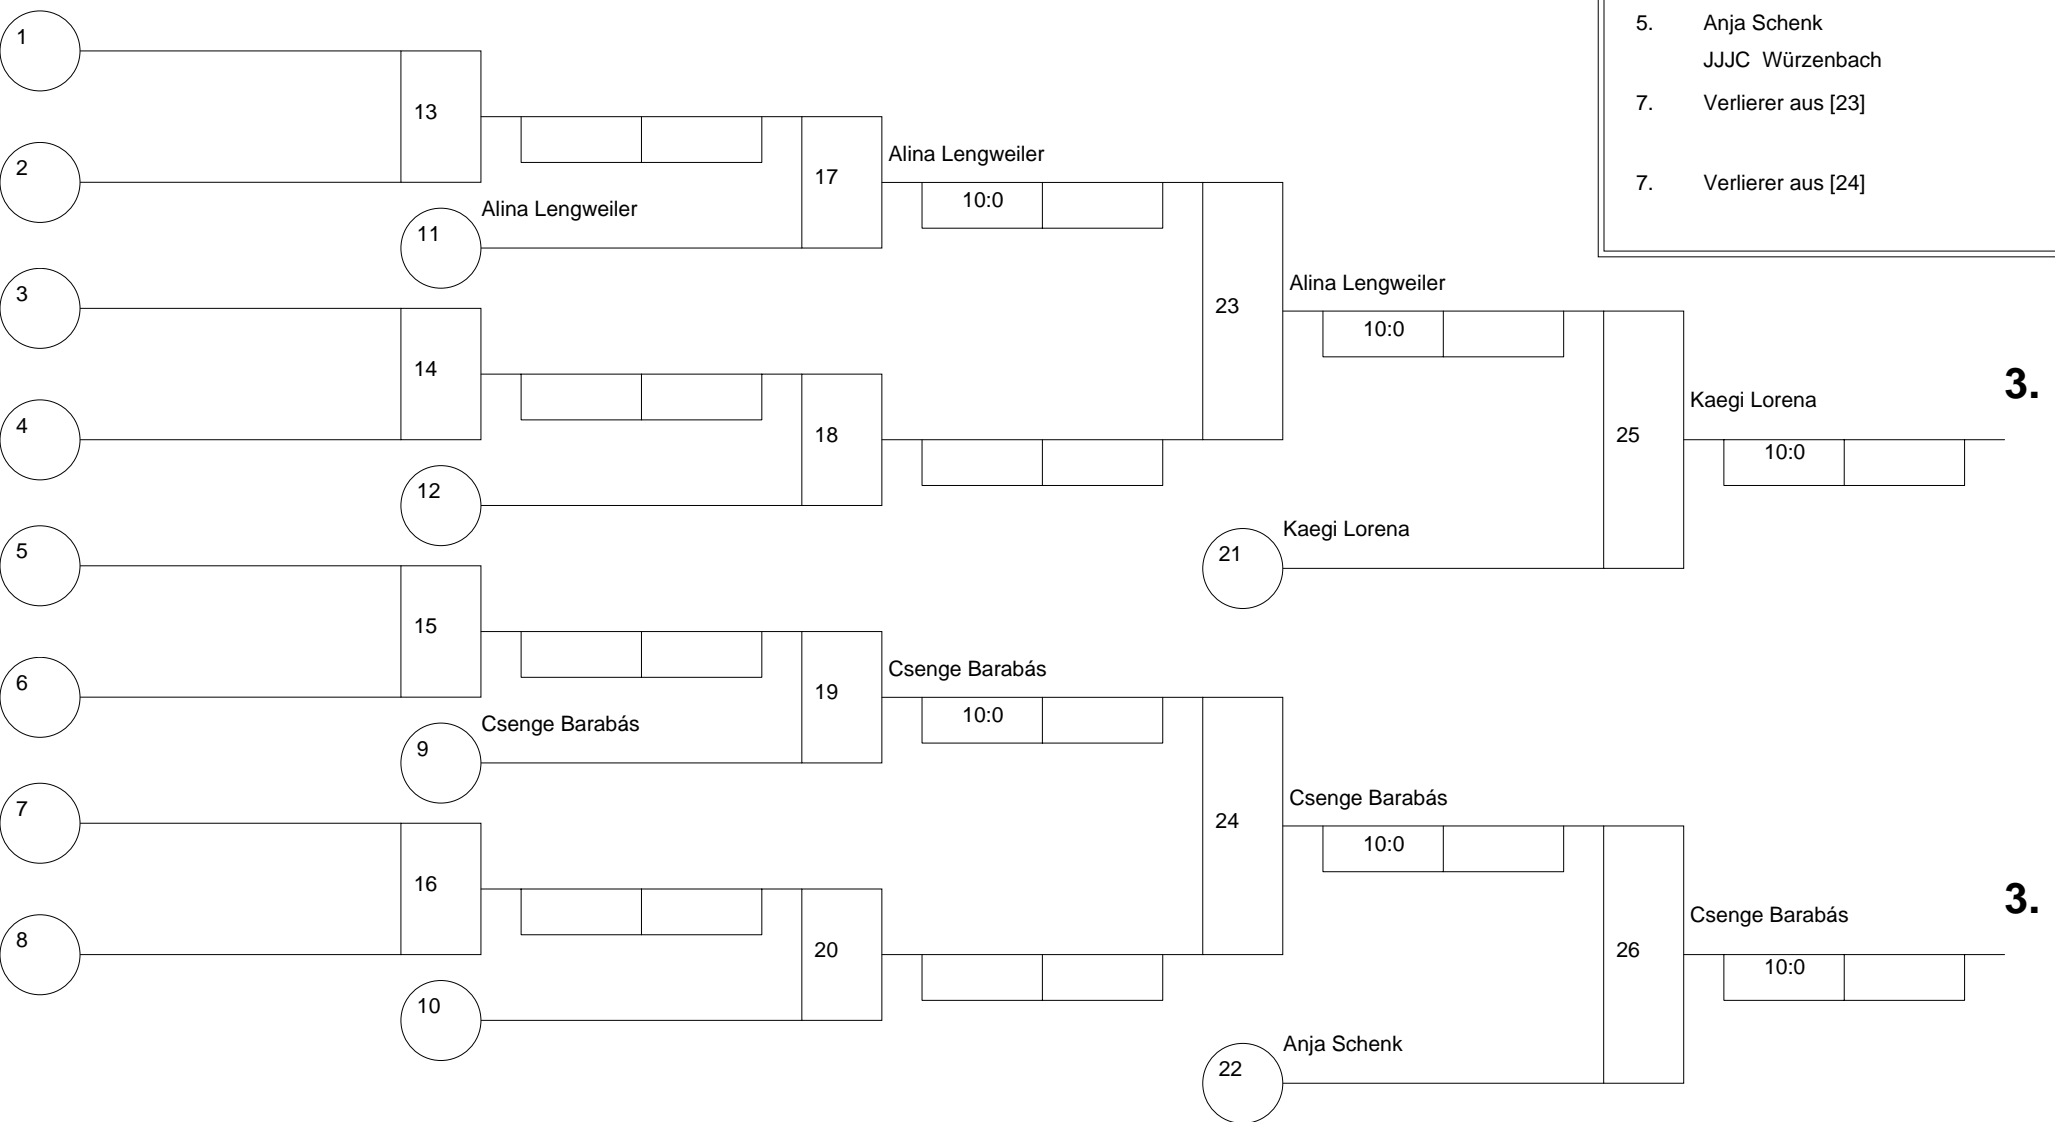 5. Anja Schenk
JJJC Würzenbach
7. Verlierer aus [23]
7. Verlierer aus [24]
1
13
2
17
Alina Lengweiler
10:0
Alina Lengweiler
11
3
23
Alina Lengweiler
10:0
14
4
18
25
Kaegi Lorena
3.
10:0
12
5
21
Kaegi Lorena
15
6
19
Csenge Barabás
10:0
Csenge Barabás
9
7
24
Csenge Barabás
10:0
16
8
20
26
Csenge Barabás
3.
10:0
10
22
Anja Schenk